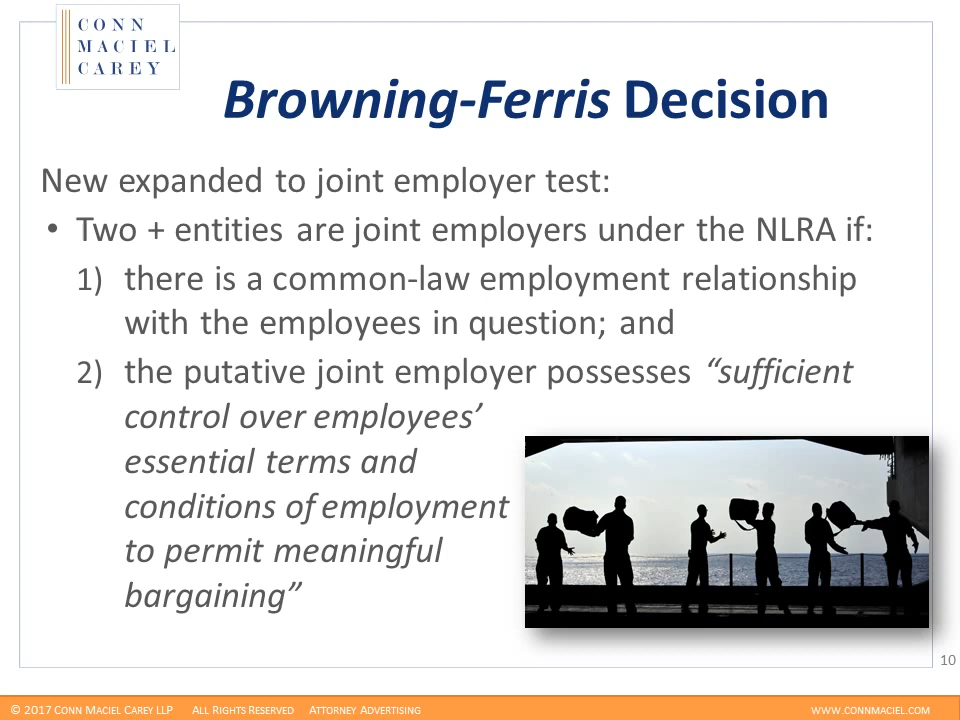 CONN
MACIEL
CAREY
Browning-Ferris Decision
New expanded to joint employer test:
• Two + entities are joint employers under the NLRA if:
1) there is a common-law employment relationship
with the employees in question; and
2) the putative joint employer possesses “sufficient
control over employees’
essential terms and
conditions of employment
to permit meaningful
bargaining”
10
© 2017 CONN MACIEL CAREY LLP ALL RIGHTS RESERVED ATTORNEY ADVERTISING WWW.CONNMACIEL.COM